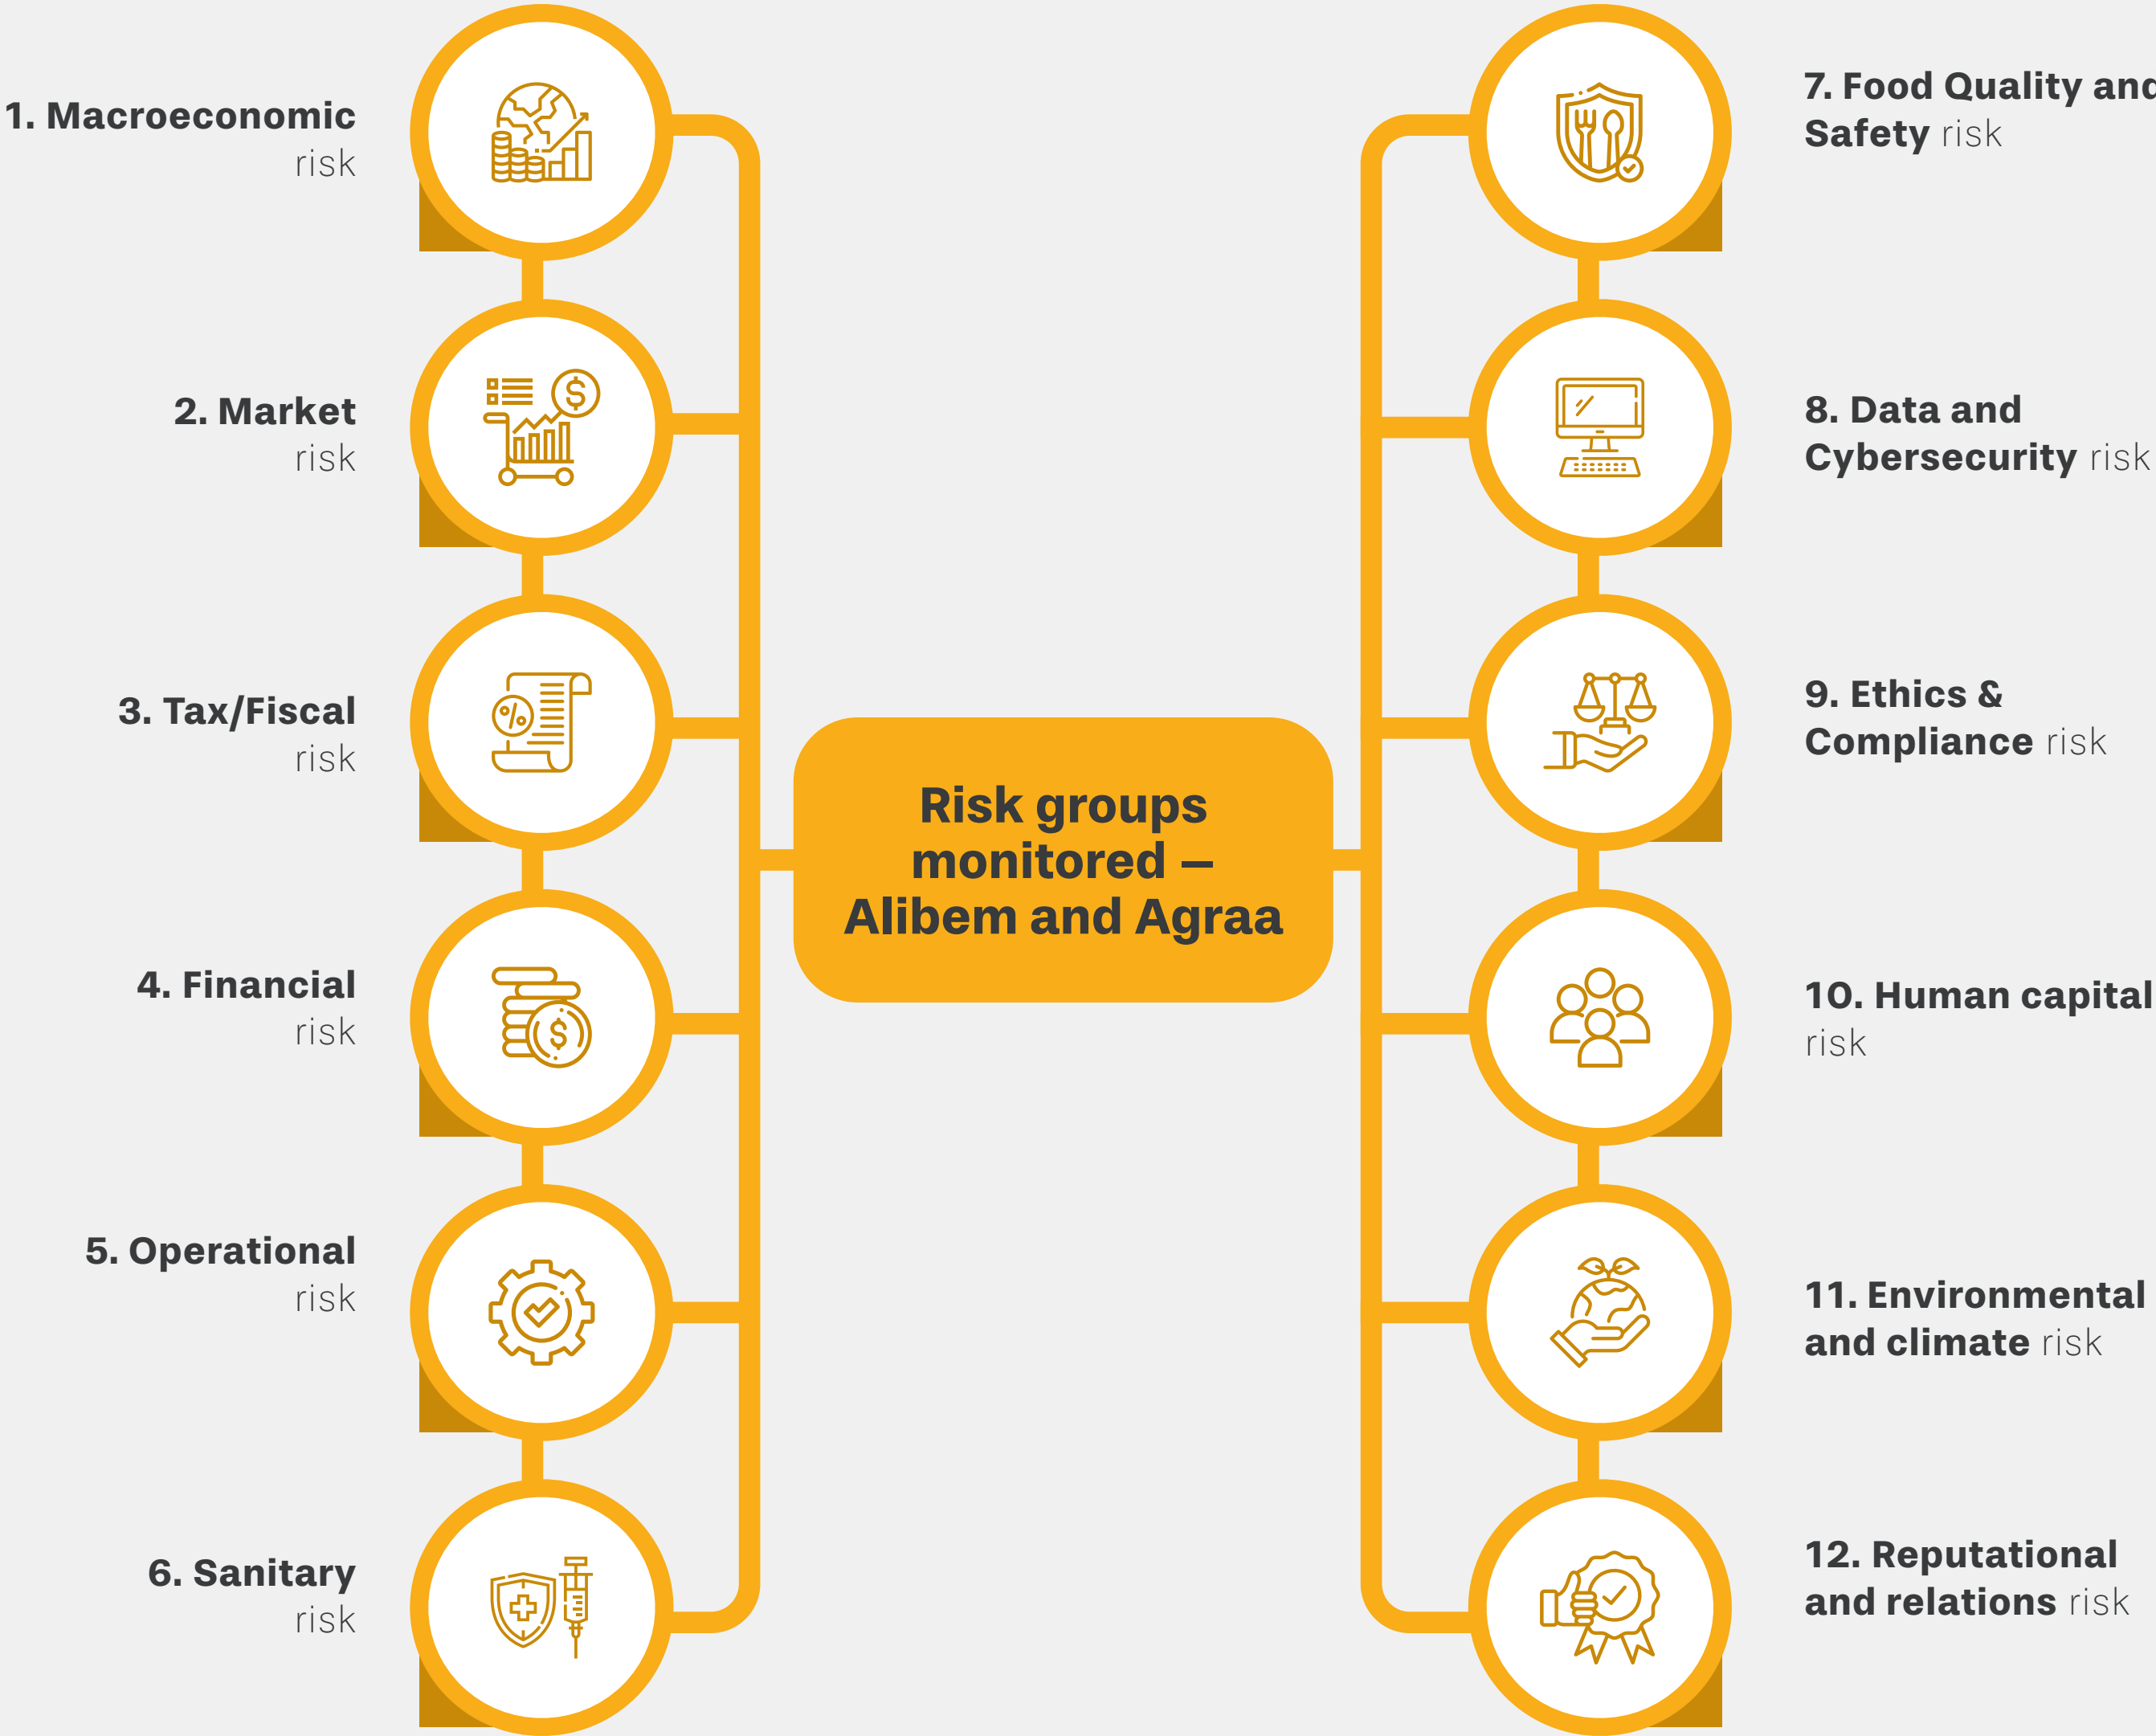 1. Macroeconomic
risk
2. Market
risk
3. Tax/Fiscal
risk
4. Financial
risk
5. Operational
risk
6. Sanitary
risk
Risk groups
monitored —
Alibem and Agraa
7. Food Quality and
Safety risk
8. Data and
Cybersecurity risk
9. Ethics &
Compliance risk
10. Human capital
risk
11. Environmental
and climate risk
12. Reputational
and relations risk